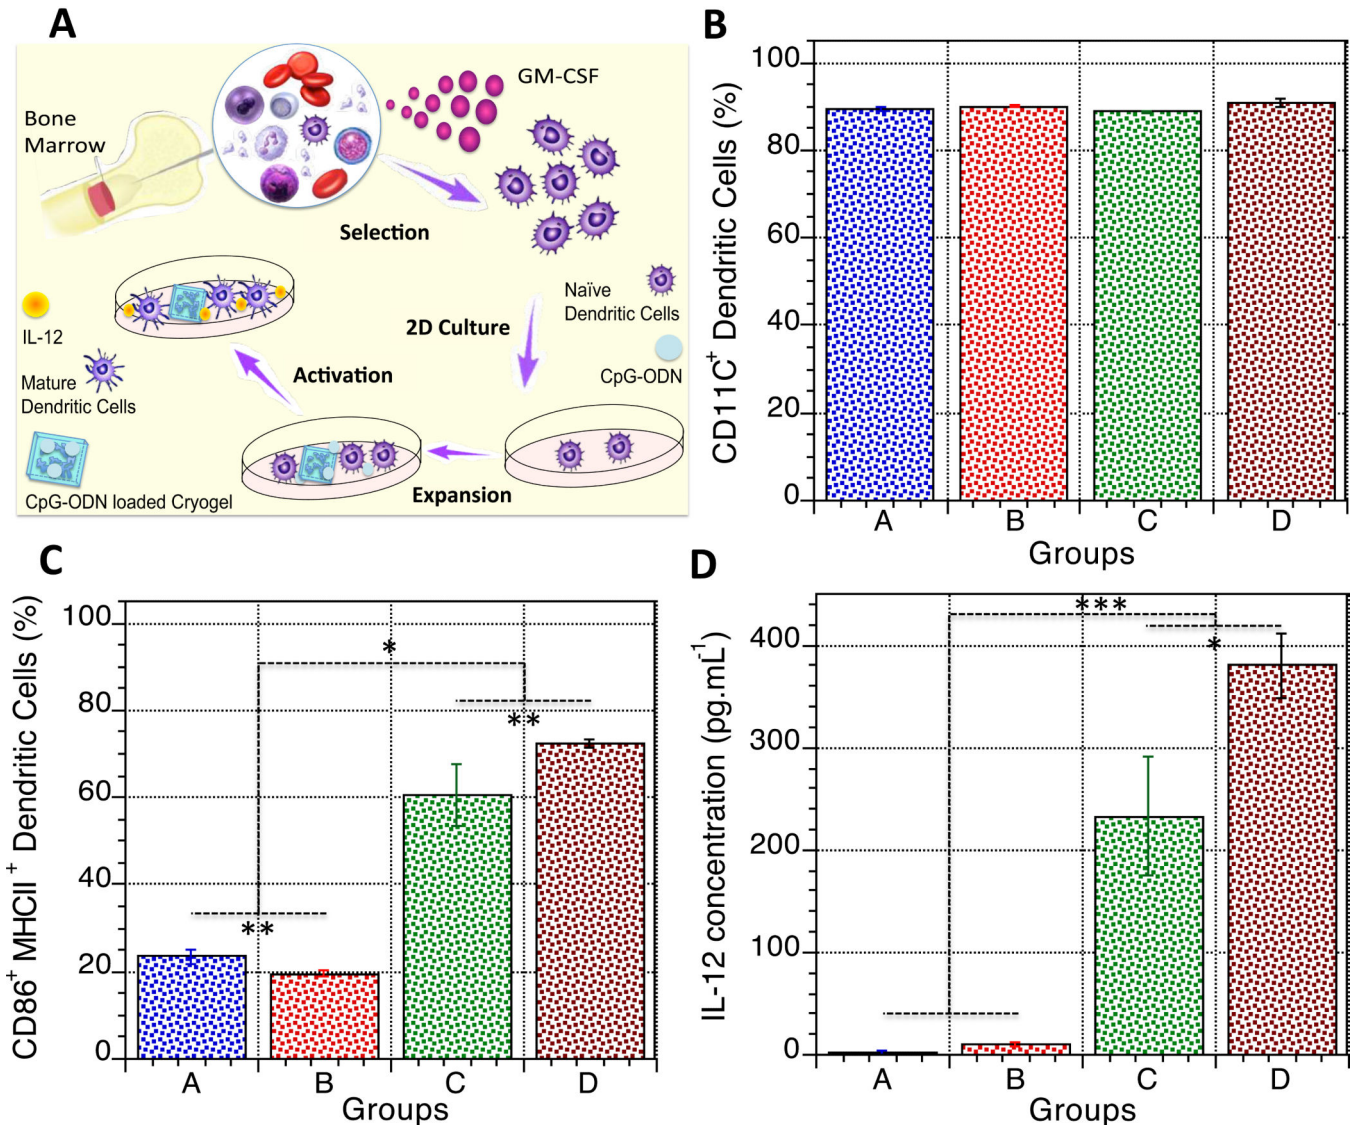 A
Bone
Marrow
GM-CSF
Selection
Naïve
Dendritic Cells
2D Culture
CpG-ODN
IL-12
Activation
Mature
Dendritic Cells
Expansion
CpG-ODN loaded Cryogel
B
CD11C⁺ Dendritic Cells (%)
100
80
60
40
20
0
A B C D
Groups
C
CD86⁺ MHCII ⁺ Dendritic Cells (%)
100
80
60
40
20
0
*
**
**
A B C D
Groups
D
IL-12 concentration (pg.mL⁻¹)
400
300
200
100
0
***
*
A B C D
Groups